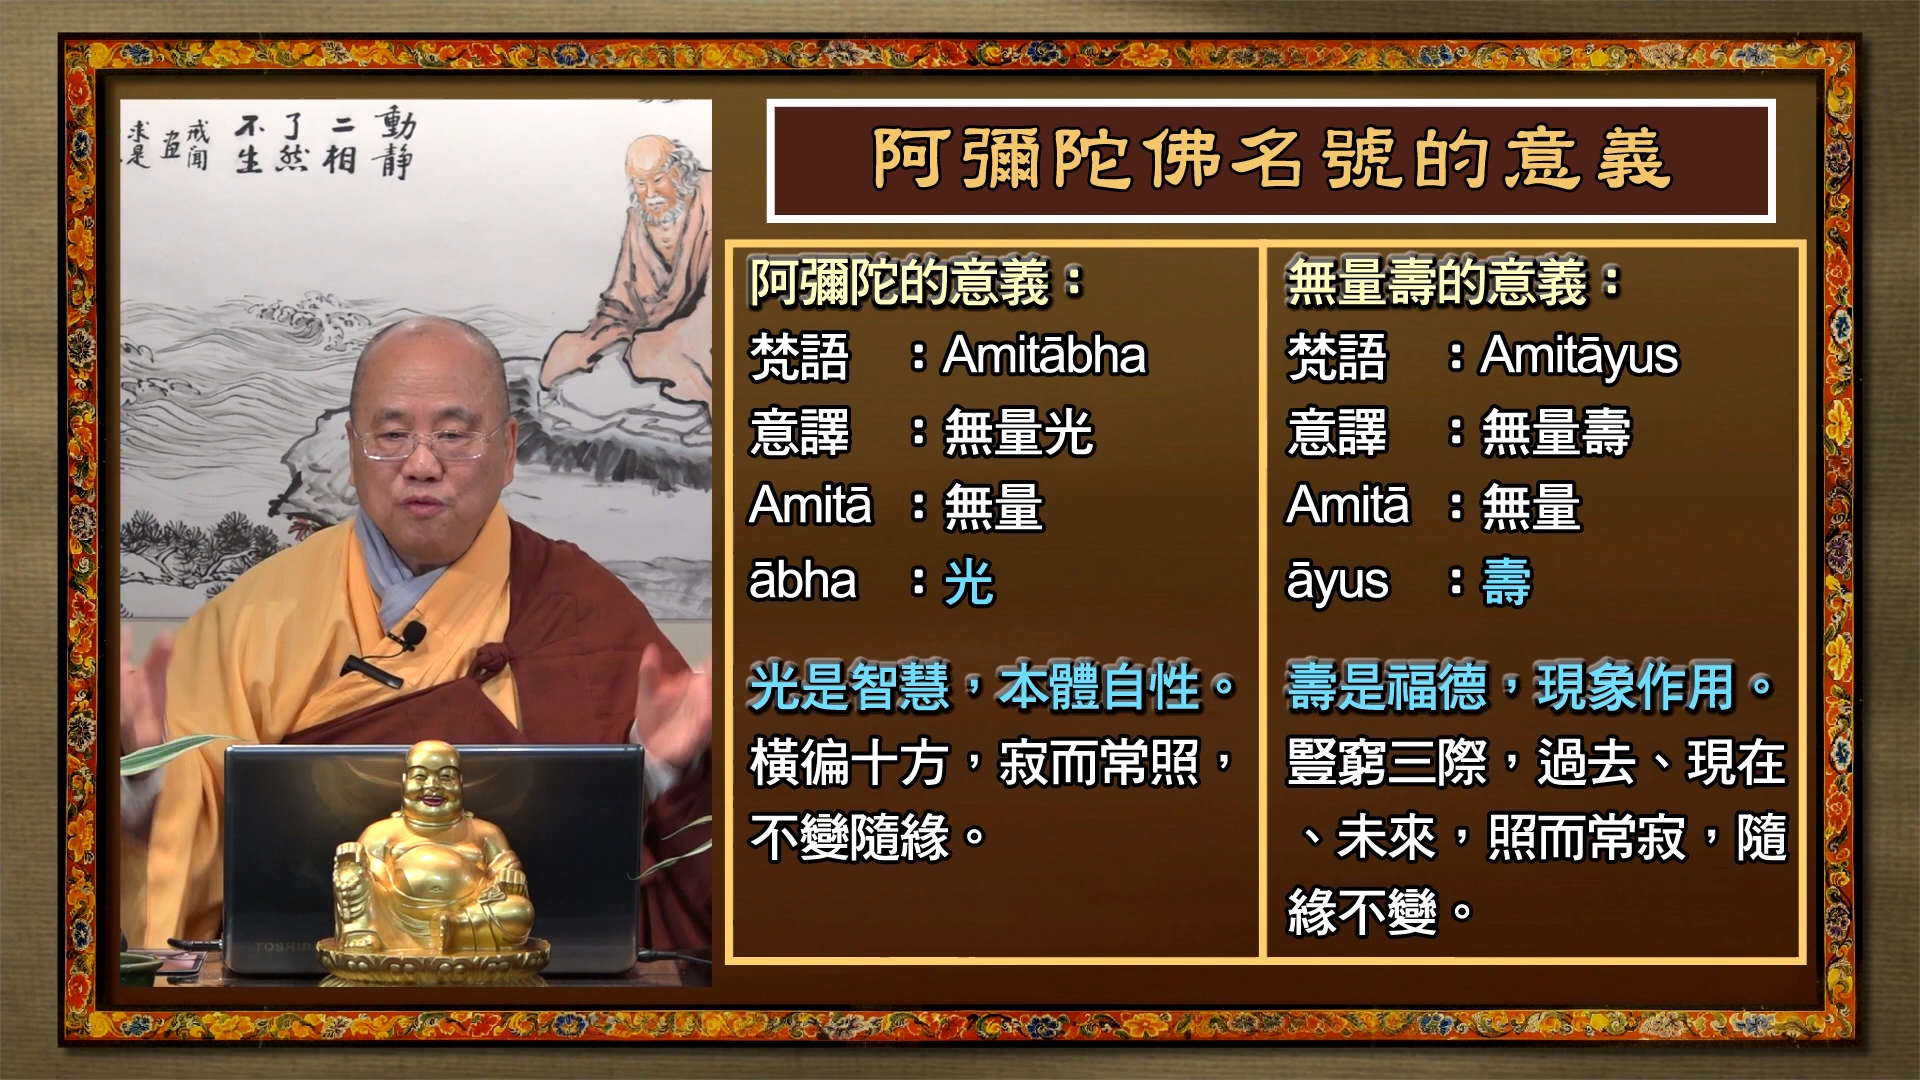 動静
二相
了然
不生
戒闻
画
求是
阿彌陀佛名號的意義
阿彌陀的意義：
梵語 ：Amitābha
意譯 ：無量光
Amitā ：無量
ābha ：光
光是智慧，本體自性。
橫徧十方，寂而常照，
不變隨緣。
無量壽的意義：
梵語 ：Amitāyus
意譯 ：無量壽
Amitā ：無量
āyus ：壽
壽是福德，現象作用。
豎窮三際，過去、現在
、未來，照而常寂，隨
緣不變。
TOSHIBA